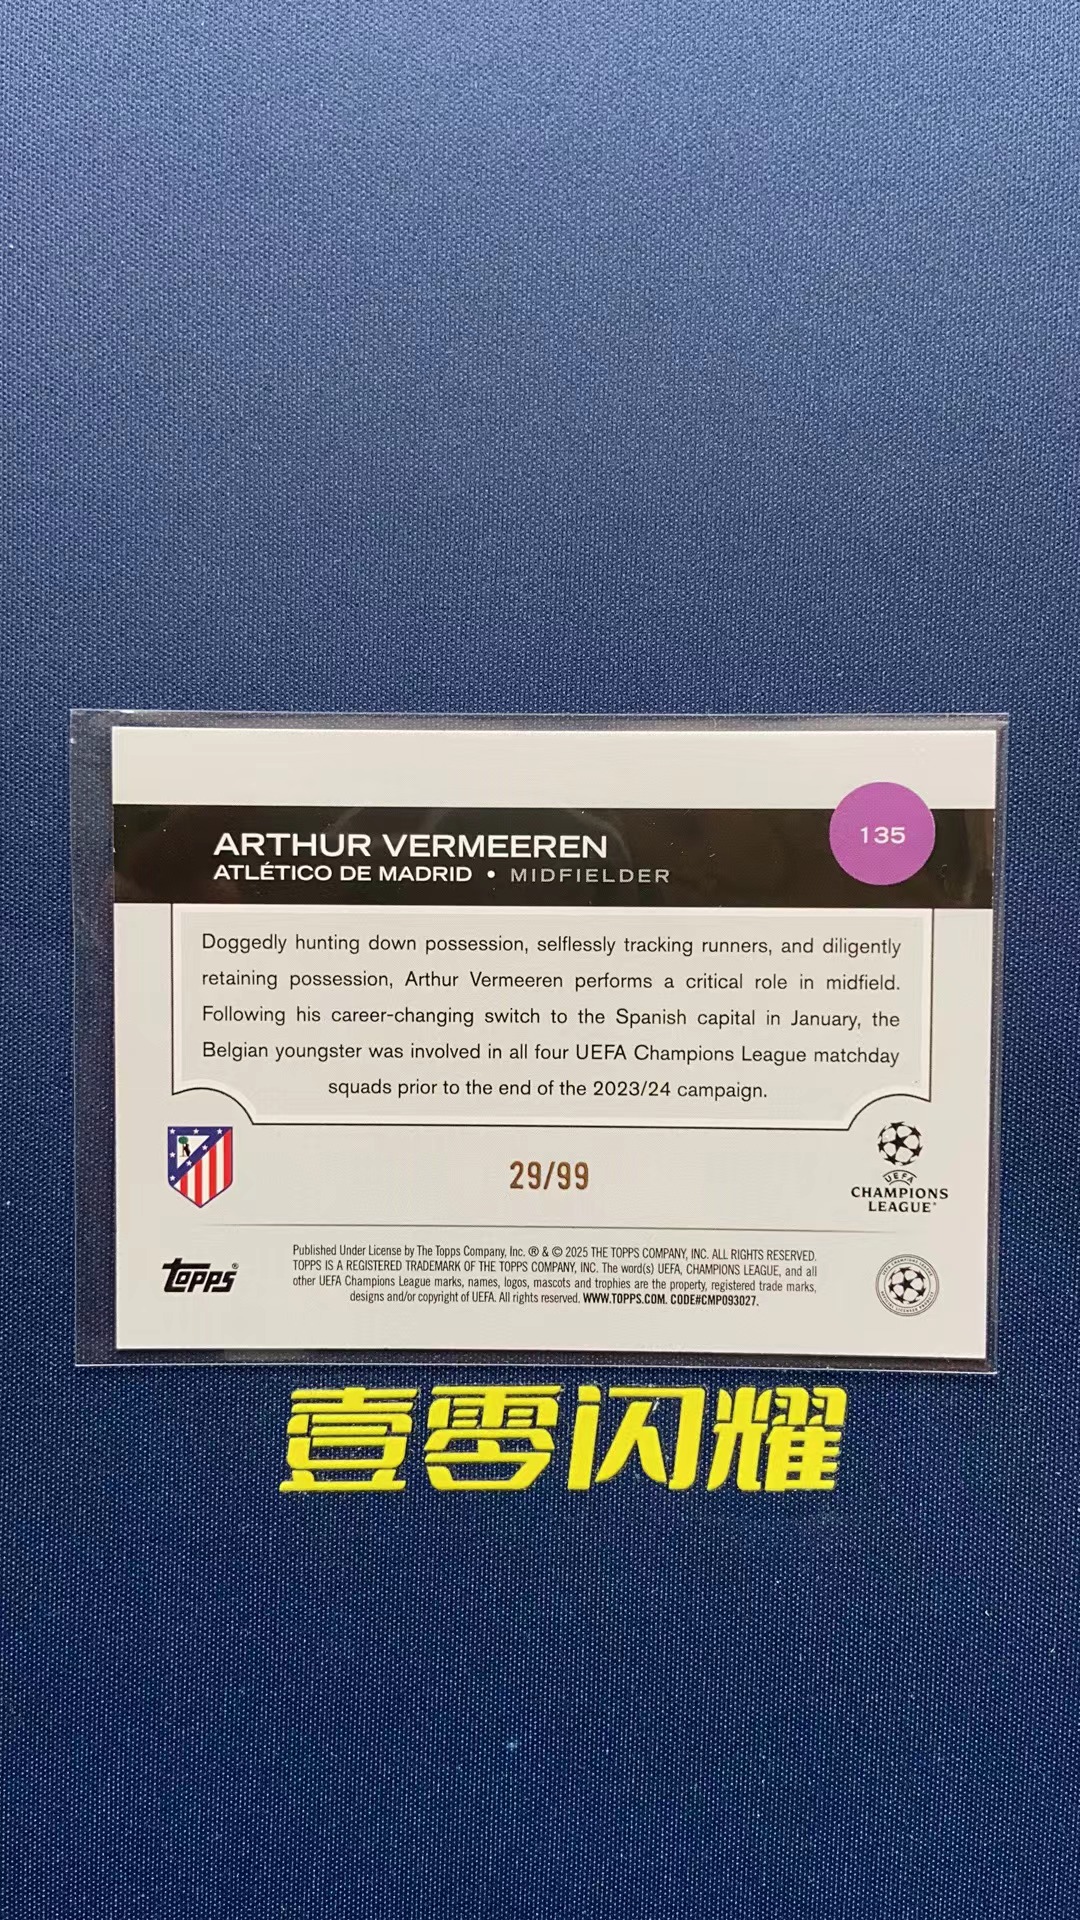 ARTHUR VERMEEREN
135
ATLÉTICO DE MADRID • MIDFIELDER
Doggedly hunting down possession, selflessly tracking runners, and diligently
retaining possession, Arthur Vermeeren performs a critical role in midfield.
Following his career-changing switch to the Spanish capital in January, the
Belgian youngster was involved in all four UEFA Champions League matchday
squads prior to the end of the 2023/24 campaign.
29/99
UEFA
CHAMPIONS
LEAGUE®
Topps®
Published Under License by The Topps Company, Inc. ® & © 2025 THE TOPPS COMPANY, INC. ALL RIGHTS RESERVED.
TOPPS IS A REGISTERED TRADEMARK OF THE TOPPS COMPANY, INC. The word(s) UEFA, CHAMPIONS LEAGUE, and all
other UEFA Champions League marks, names, logos, mascots and trophies are the property, registered trade marks,
designs and/or copyright of UEFA. All rights reserved. WWW.TOPPS.COM. CODE#CMP093027.
壹零闪耀